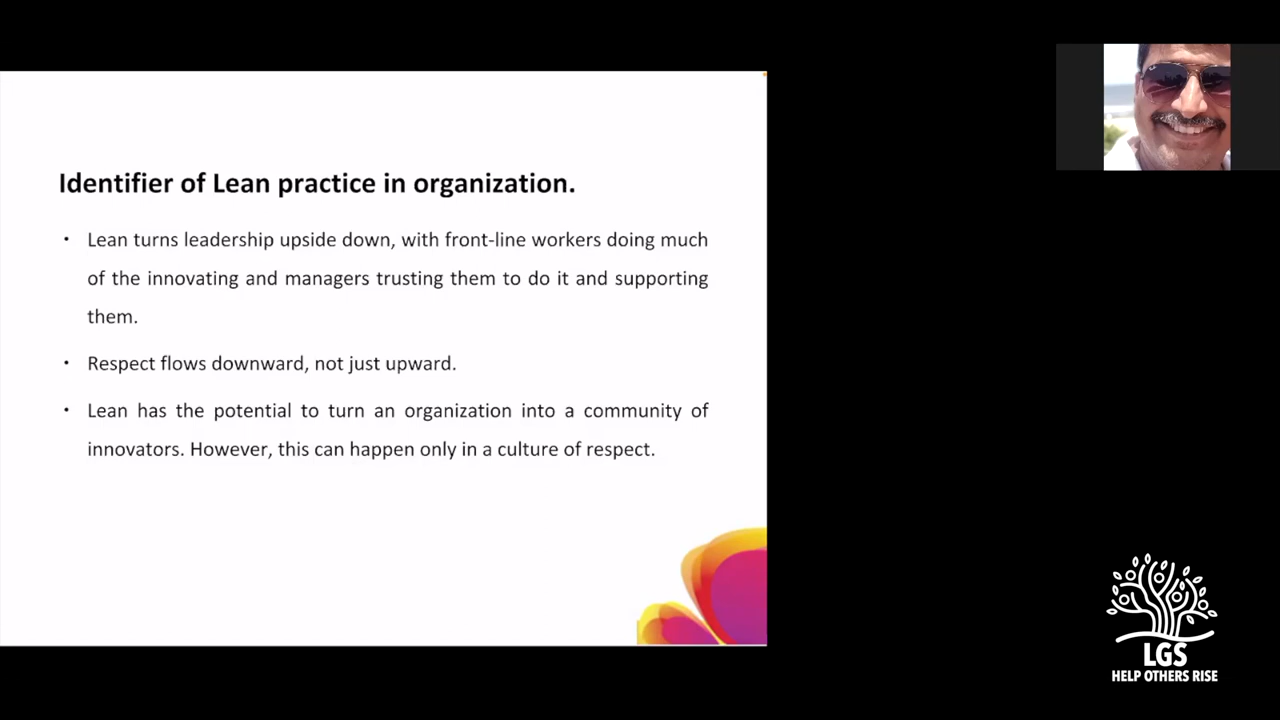 Identifier of Lean practice in organization.
• Lean turns leadership upside down, with front-line workers doing much
of the innovating and managers trusting them to do it and supporting
them.
• Respect flows downward, not just upward.
• Lean has the potential to turn an organization into a community of
innovators. However, this can happen only in a culture of respect.
LGS
HELP OTHERS RISE